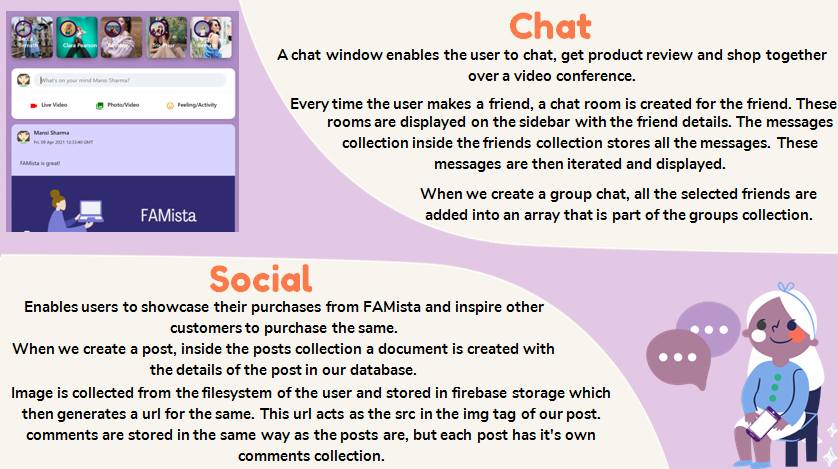 Clara Pearson
What's on your mind Mansi Sharma?
Live Video
Photo/Video
Feeling/Activity
Mansi Sharma
Fri, 09 Apr 2021 12:33:40 GMT
FAMista is great!
FAMista
Chat
A chat window enables the user to chat, get product review and shop together
over a video conference.
Every time the user makes a friend, a chat room is created for the friend. These
rooms are displayed on the sidebar with the friend details. The messages
collection inside the friends collection stores all the messages. These
messages are then iterated and displayed.
When we create a group chat, all the selected friends are
added into an array that is part of the groups collection.
Social
Enables users to showcase their purchases from FAMista and inspire other
customers to purchase the same.
When we create a post, inside the posts collection a document is created with
the details of the post in our database.
Image is collected from the filesystem of the user and stored in firebase storage which
then generates a url for the same. This url acts as the src in the img tag of our post.
comments are stored in the same way as the posts are, but each post has it's own
comments collection.